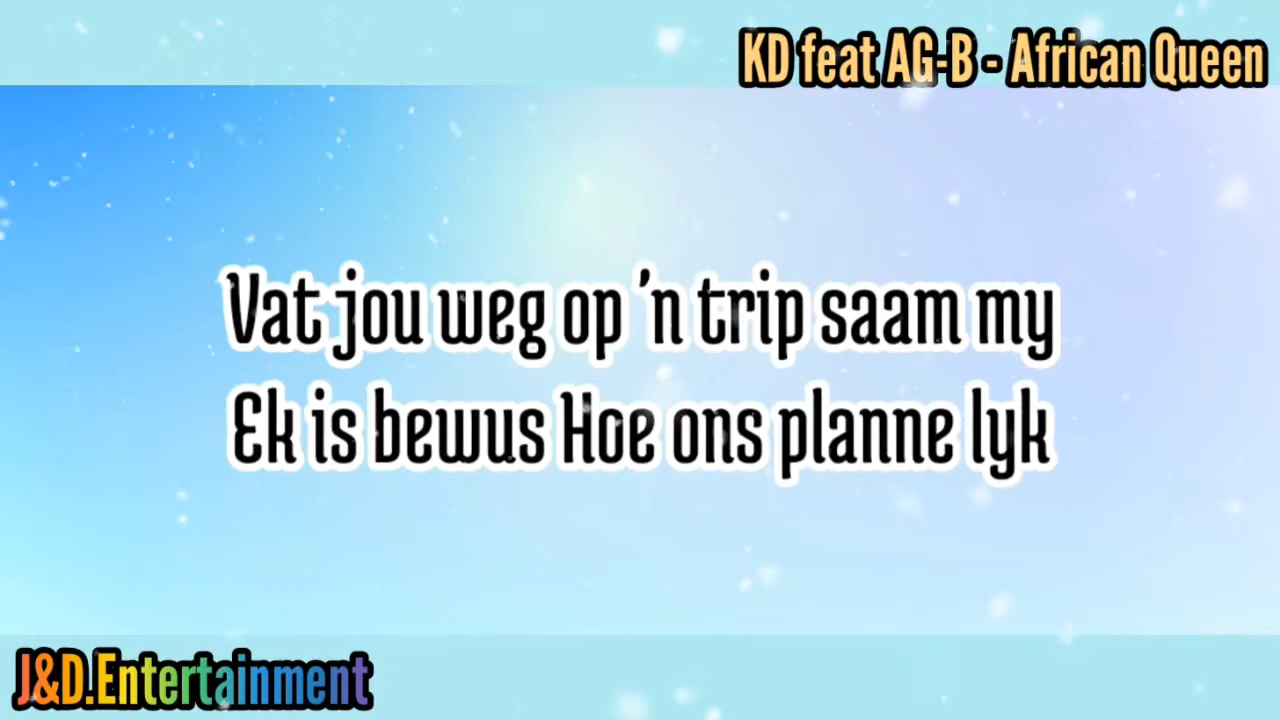 KD feat AG-B - African Queen
Vat jou weg op 'n trip saam my
Ek is bewus Hoe ons planne lyk
J&D.Entertainment